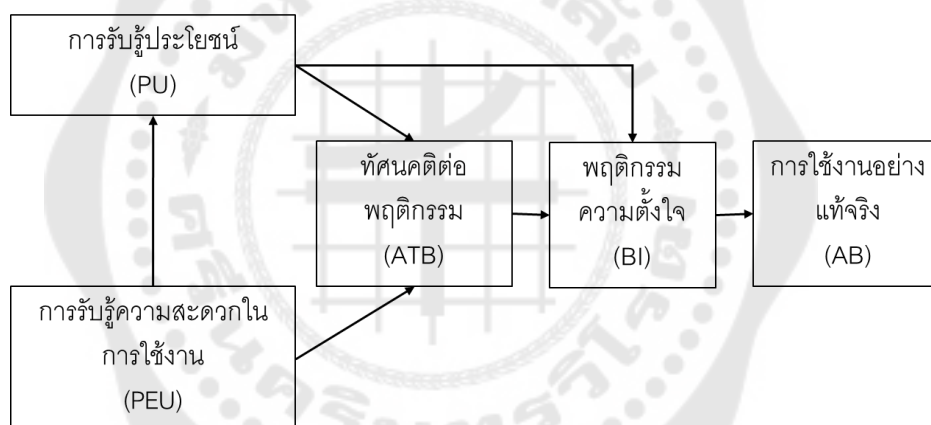 การรับรู้ประโยชน์
(PU)
ทัศนคติต่อ
พฤติกรรม
(ATB)
พฤติกรรม
ความตั้งใจ
(BI)
การใช้งานอย่าง
แท้จริง
(AB)
การรับรู้ความสะดวกใน
การใช้งาน
(PEU)